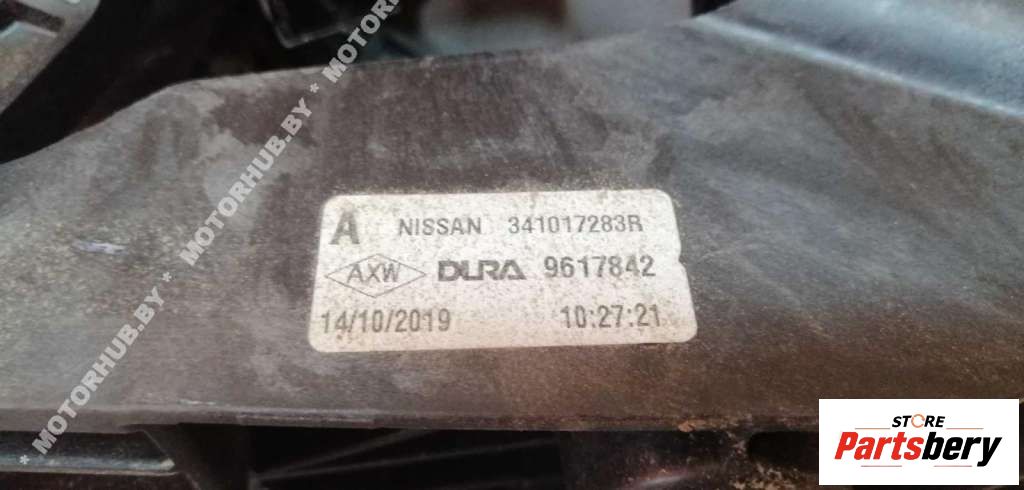 * MOTORHUB.BY * MOTORHUB.BY * MOTORHUB.BY
A NISSAN 341017283R
AXW DURA 9617842
14/10/2019 10:27:21
STORE
Partsbery